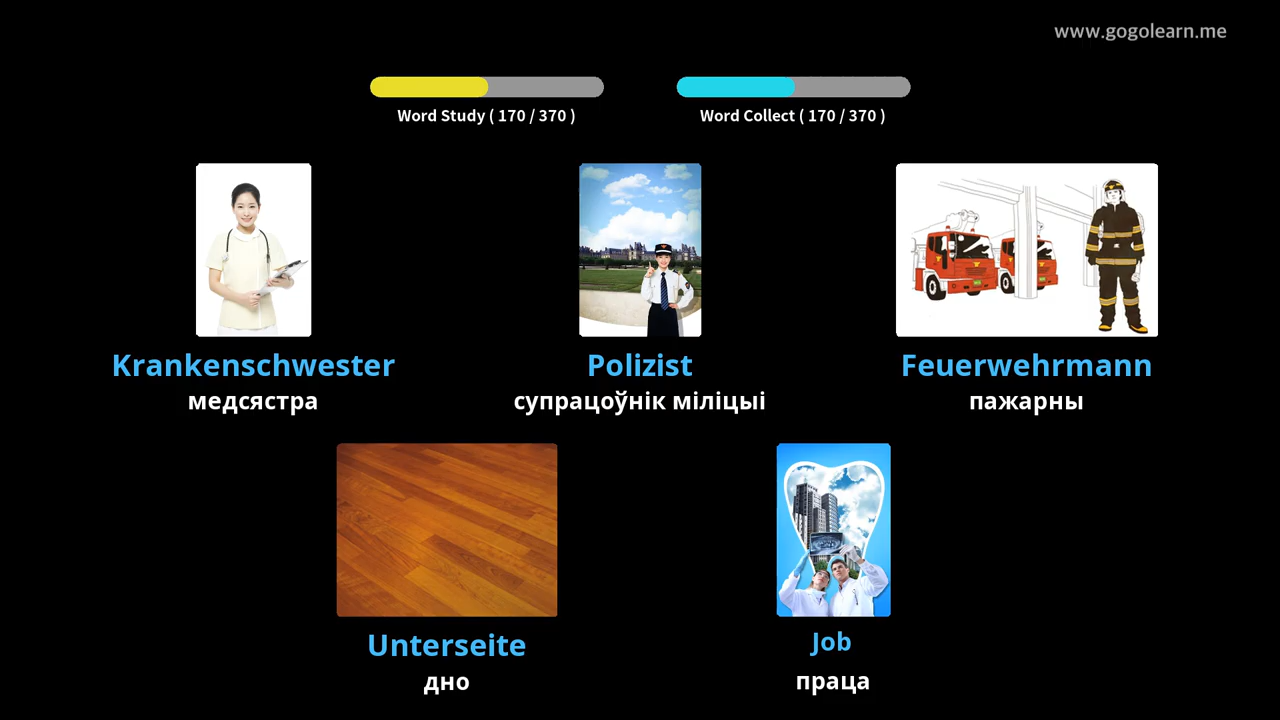 www.gogolearn.me
Word Study ( 170 / 370 )
Word Collect ( 170 / 370 )
Krankenschwester
медсястра
Polizist
супрацоўнік міліцыі
Feuerwehrmann
пажарны
Unterseite
дно
Job
праца